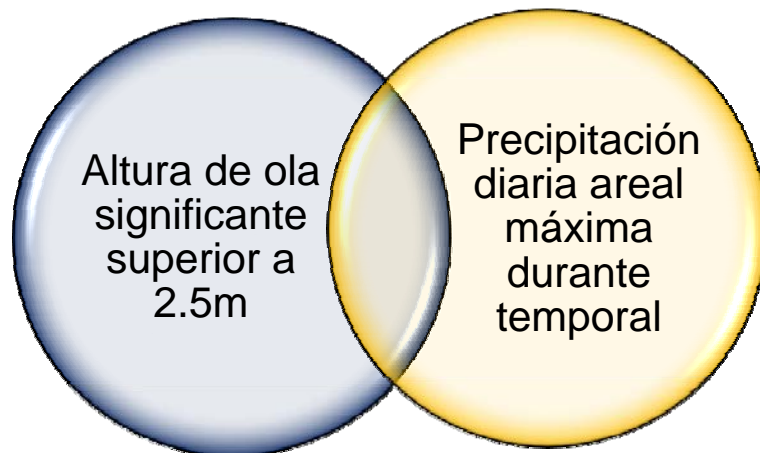 Altura de ola
significante
superior a
2.5m
Precipitación
diaria areal
máxima
durante
temporal